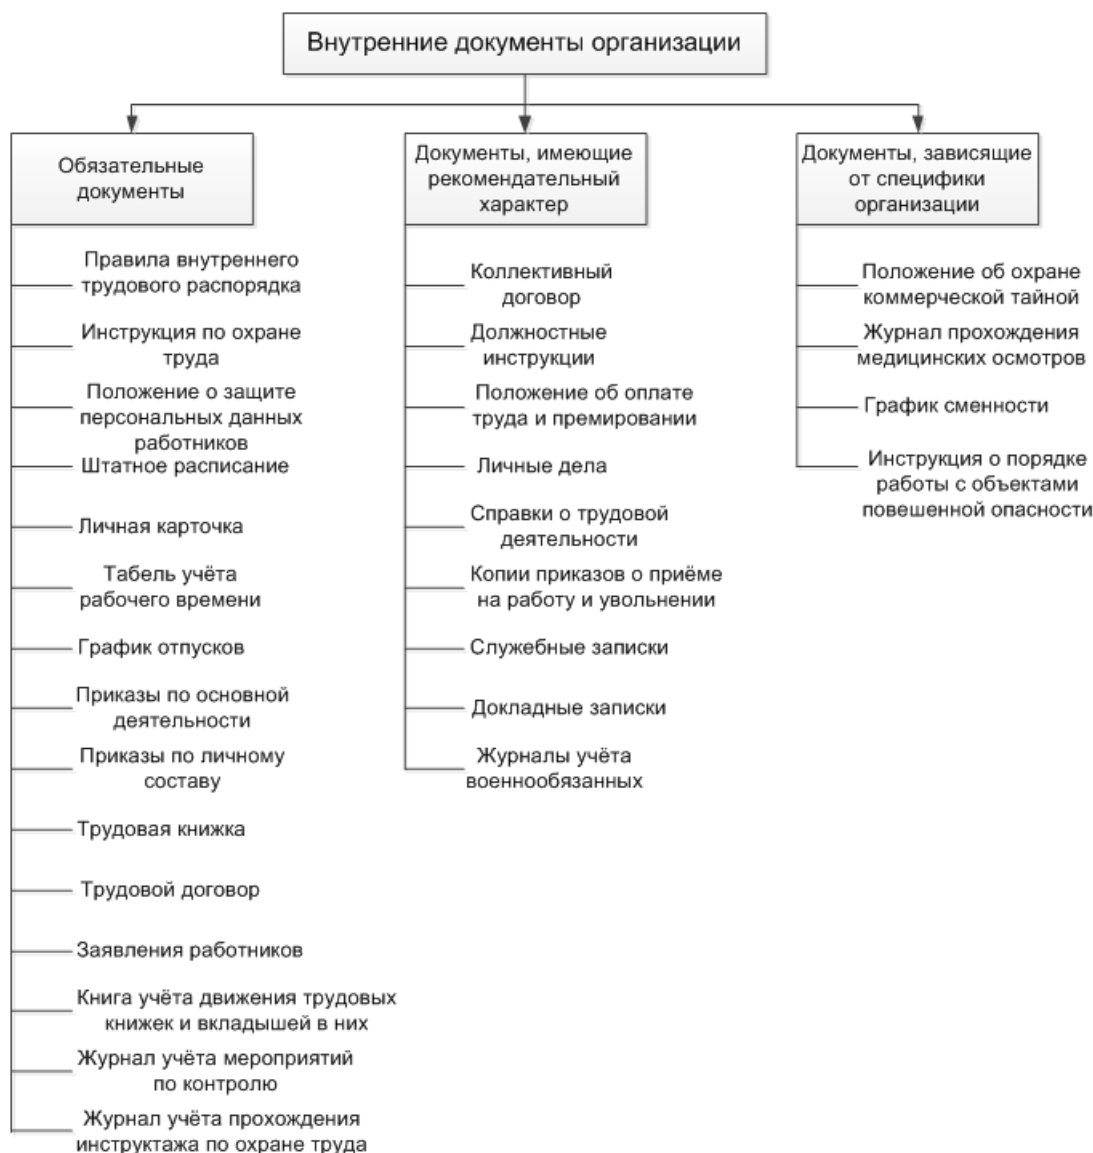 Внутренние документы организации
Обязательные
документы
Правила внутреннего
трудового распорядка
Инструкция по охране
труда
Положение о защите
персональных данных
работников
Штатное расписание
Личная карточка
Табель учёта
рабочего времени
График отпусков
Приказы по основной
деятельности
Приказы по личному
составу
Трудовая книжка
Трудовой договор
Заявления работников
Книга учёта движения трудовых
книжек и вкладышей в них
Журнал учёта мероприятий
по контролю
Журнал учёта прохождения
инструктажа по охране труда
Документы, имеющие
рекомендательный
характер
Коллективный
договор
Должностные
инструкции
Положение об оплате
труда и премировании
Личные дела
Справки о трудовой
деятельности
Копии приказов о приёме
на работу и увольнении
Служебные записки
Докладные записки
Журналы учёта
военнообязанных
Документы, зависящие
от специфики
организации
Положение об охране
коммерческой тайной
Журнал прохождения
медицинских осмотров
График сменности
Инструкция о порядке
работы с объектами
повешенной опасности